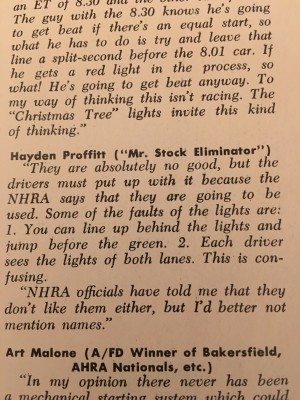 an ET of 8.30 and the
The guy with the 8.30 knows he's going
to get beat if there's an equal start, so
what he has to do is try and leave that
line a split-second before the 8.01 car. If
he gets a red light in the process, so
what! He's going to get beat anyway. To
my way of thinking this isn't racing. The
"Christmas Tree" lights invite this kind
of thinking."
Hayden Proffitt ("Mr. Stock Eliminator")
"They are absolutely no good, but the
drivers must put up with it because the
NHRA says that they are going to be
used. Some of the faults of the lights are:
1. You can line up behind the lights and
jump before the green. 2. Each driver
sees the lights of both lanes. This is con-
fusing.
"NHRA officials have told me that they
don't like them either, but I'd better not
mention names."
Art Malone (A/FD Winner of Bakersfield,
AHRA Nationals, etc.)
"In my opinion there never has been
a mechanical starting system which could